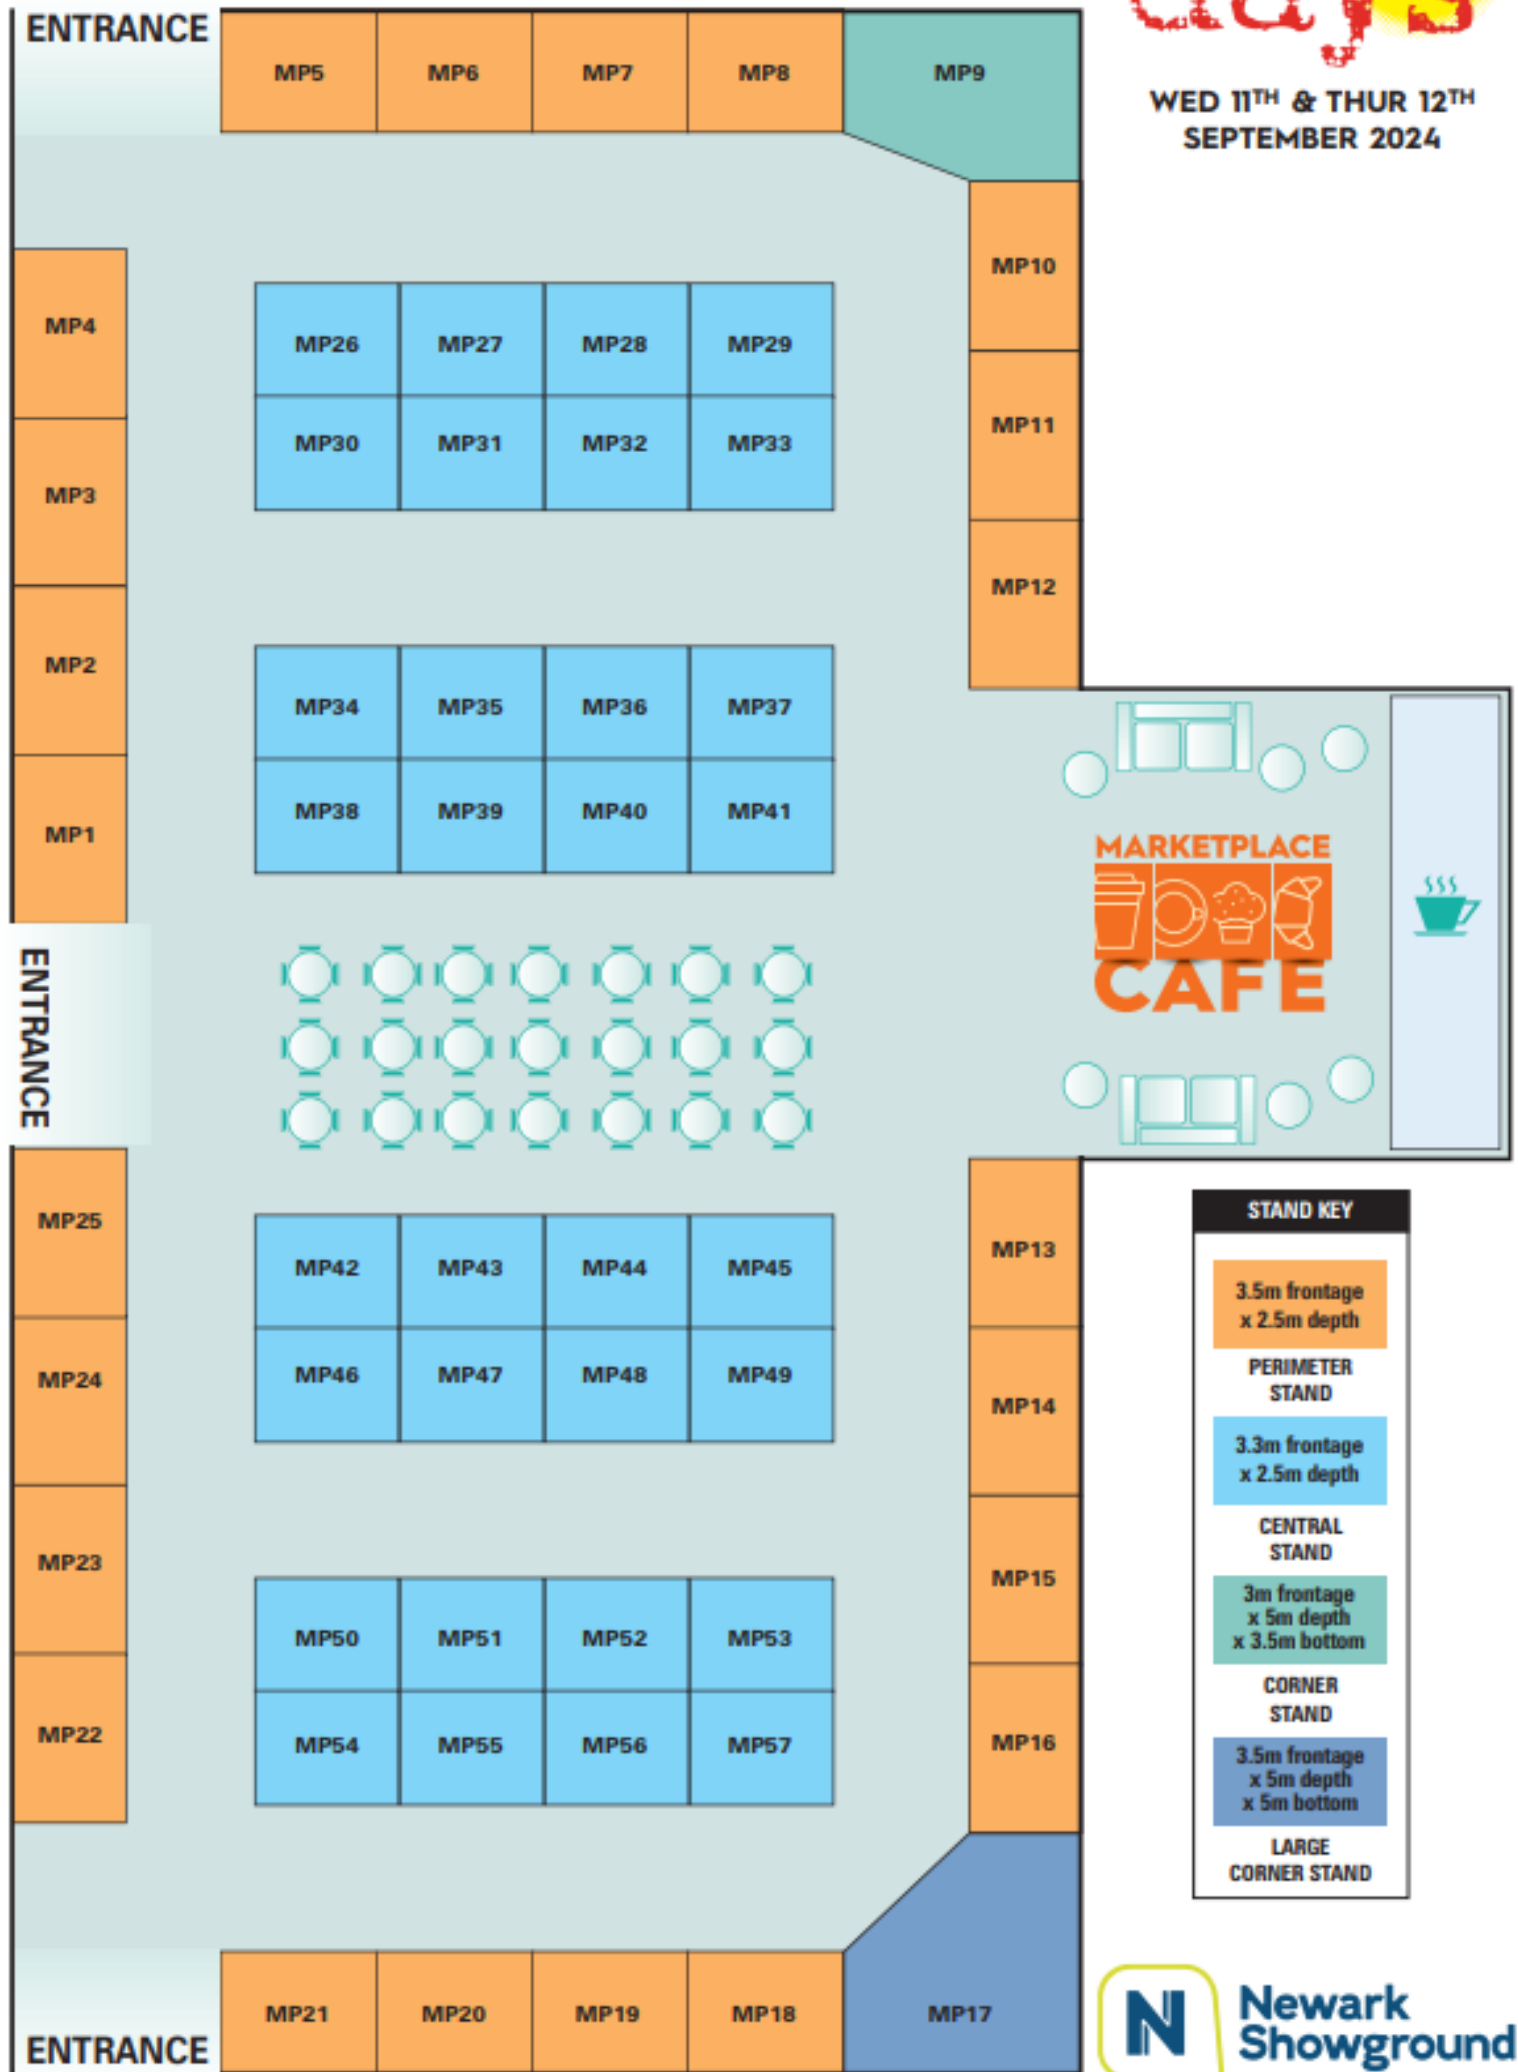 ENTRANCE
MP5 MP6 MP7 MP8 MP9
days
WED 11TH & THUR 12TH
SEPTEMBER 2024
MP10
MP4
MP26 MP27 MP28 MP29
MP11
MP30 MP31 MP32 MP33
MP3
MP12
MP2
MP34 MP35 MP36 MP37
MP38 MP39 MP40 MP41
MP1
MARKETPLACE
CAFE
ENTRANCE
MP25
MP13
MP42 MP43 MP44 MP45
MP24
MP46 MP47 MP48 MP49
MP14
MP23
MP15
MP50 MP51 MP52 MP53
MP22
MP54 MP55 MP56 MP57
MP16
STAND KEY
3.5m frontage
x 2.5m depth
PERIMETER
STAND
3.3m frontage
x 2.5m depth
CENTRAL
STAND
3m frontage
x 5m depth
x 3.5m bottom
CORNER
STAND
3.5m frontage
x 5m depth
x 5m bottom
LARGE
CORNER STAND
MP21 MP20 MP19 MP18 MP17
ENTRANCE
N
Newark
Showground